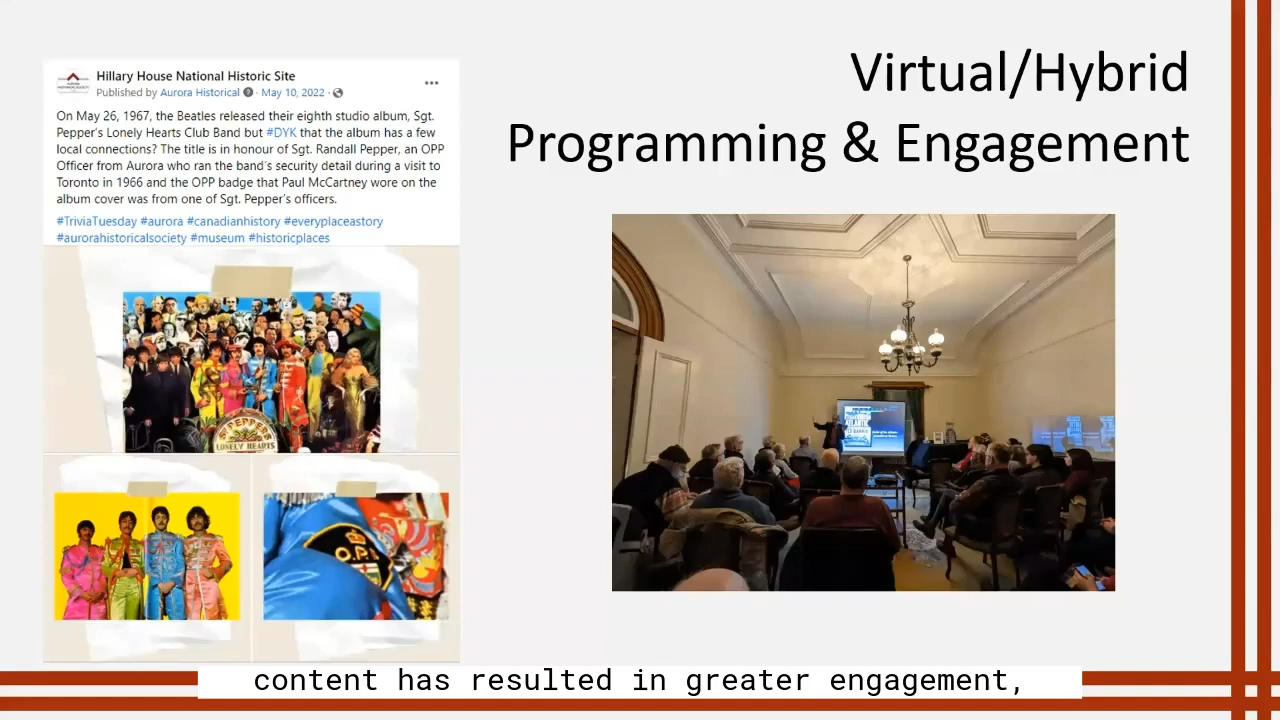 Virtual/Hybrid
Programming & Engagement
Hillary House National Historic Site
Published by Aurora Historical · May 10, 2022 ·
On May 26, 1967, the Beatles released their eighth studio album, Sgt.
Pepper's Lonely Hearts Club Band but #DYK that the album has a few
local connections? The title is in honour of Sgt. Randall Pepper, an OPP
Officer from Aurora who ran the band's security detail during a visit to
Toronto in 1966 and the OPP badge that Paul McCartney wore on the
album cover was from one of Sgt. Pepper's officers.
#TriviaTuesday #aurora #canadianhistory #everyplaceastory
#aurorahistoricalsociety #museum #historicplaces
SGT. PEPPER'S
LONELY HEARTS
O.P.
content has resulted in greater engagement,